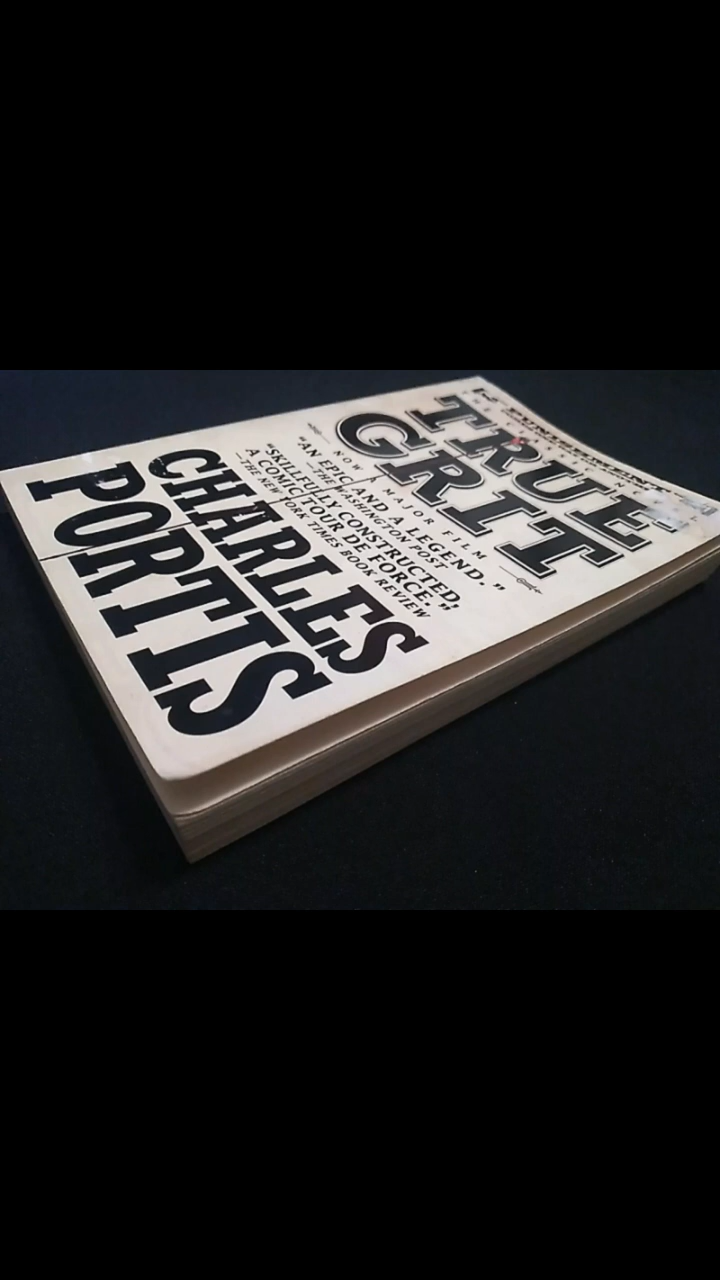 PUNISHMENT
TRUE
GRIT
NOW A MAJOR FILM
“AN EPIC AND A LEGEND.”
—THE WASHINGTON POST
“SKILLFULLY CONSTRUCTED,
A COMIC TOUR DE FORCE.”
—THE NEW YORK TIMES BOOK REVIEW
CHARLES
PORTIS